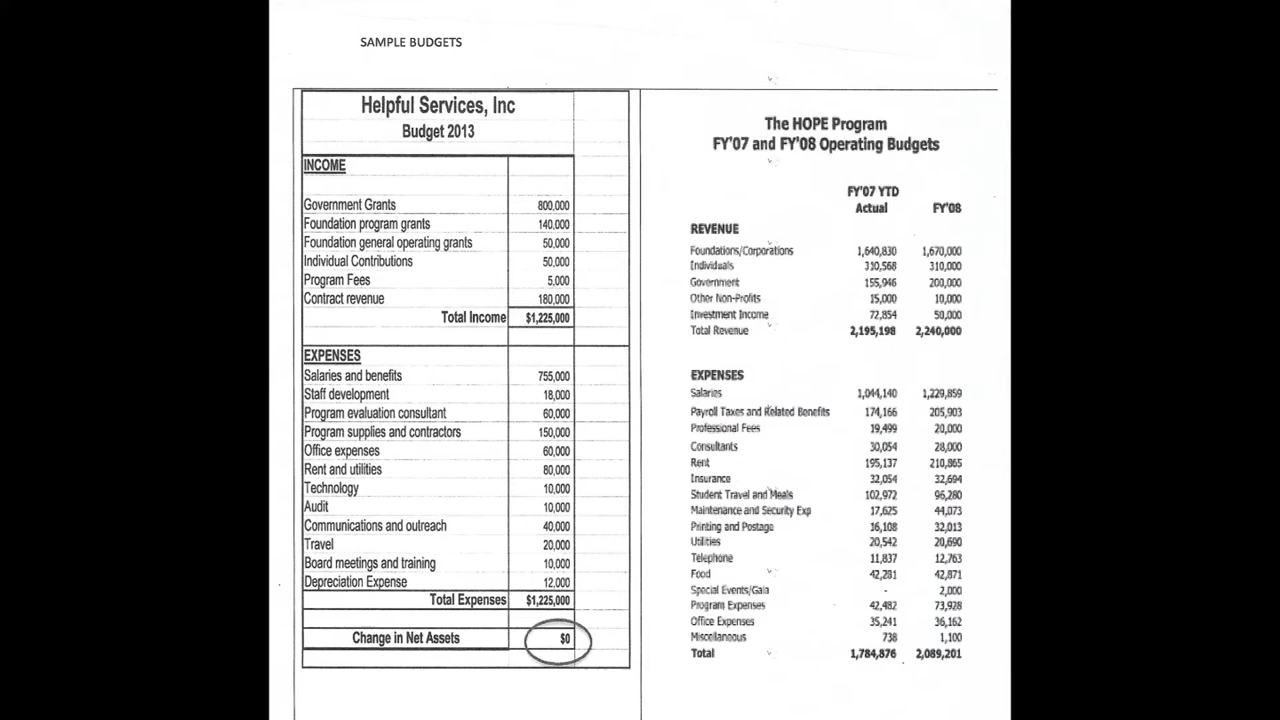 SAMPLE BUDGETS
Helpful Services, Inc
Budget 2013
INCOME
Government Grants 800,000
Foundation program grants 140,000
Foundation general operating grants 50,000
Individual Contributions 50,000
Program Fees 5,000
Contract revenue 180,000
Total Income $1,225,000
EXPENSES
Salaries and benefits 755,000
Staff development 18,000
Program evaluation consultant 60,000
Program supplies and contractors 150,000
Office expenses 60,000
Rent and utilities 80,000
Technology 10,000
Audit 10,000
Communications and outreach 40,000
Travel 20,000
Board meetings and training 10,000
Depreciation Expense 12,000
Total Expenses $1,225,000
Change in Net Assets $0
The HOPE Program
FY'07 and FY'08 Operating Budgets
FY'07 YTD
Actual FY'08
REVENUE
Foundations/Corporations 1,640,830 1,670,000
Individuals 310,568 310,000
Government 155,946 200,000
Other Non-Profits 15,000 10,000
Investment Income 72,854 50,000
Total Revenue 2,195,198 2,240,000
EXPENSES
Salaries 1,044,140 1,229,859
Payroll Taxes and Related Benefits 174,166 205,903
Professional Fees 19,499 20,000
Consultants 30,054 28,000
Rent 195,137 210,865
Insurance 32,054 32,694
Student Travel and Meals 102,972 96,280
Maintenance and Security Exp 17,625 44,073
Printing and Postage 16,108 32,013
Utilities 20,542 20,690
Telephone 11,837 12,763
Food 42,281 42,871
Special Events/Gala - 2,000
Program Expenses 42,482 73,928
Office Expenses 35,241 36,162
Miscellaneous 738 1,100
Total 1,784,876 2,089,201